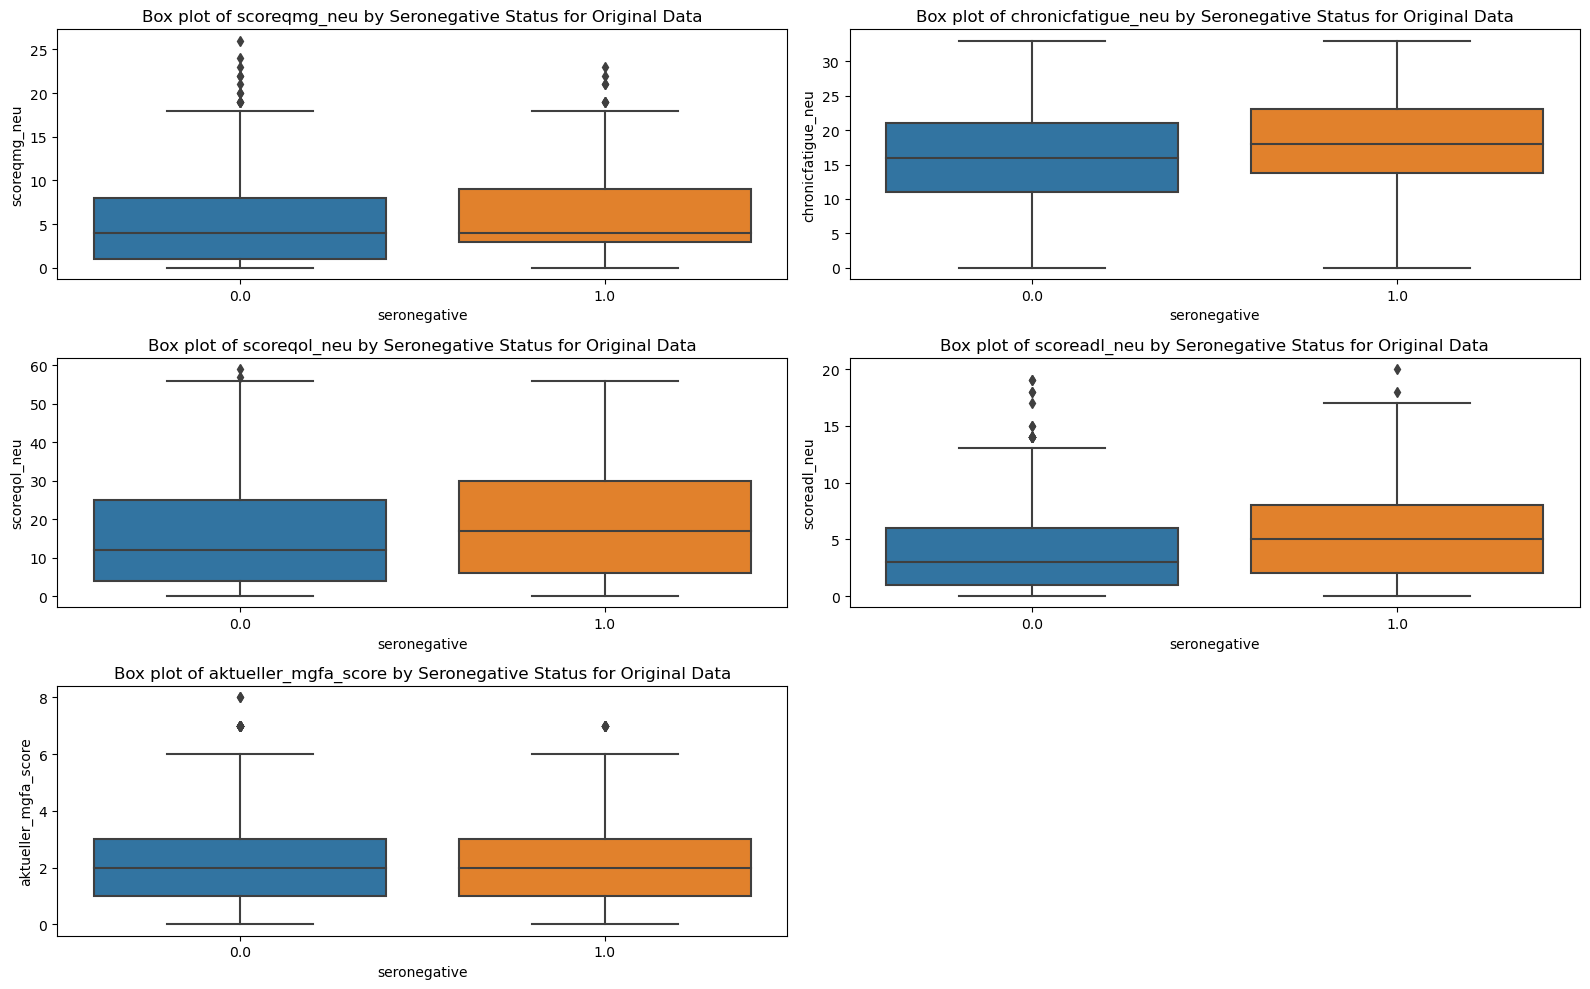 Box plot of scoreqmg_neu by Seronegative Status for Original Data
scoreqmg_neu
25
20
15
10
5
0
0.0 1.0
seronegative
Box plot of chronicfatigue_neu by Seronegative Status for Original Data
chronicfatigue_neu
30
25
20
15
10
5
0
0.0 1.0
seronegative
Box plot of scoreqol_neu by Seronegative Status for Original Data
scoreqol_neu
60
50
40
30
20
10
0
0.0 1.0
seronegative
Box plot of scoreadl_neu by Seronegative Status for Original Data
scoreadl_neu
20
15
10
5
0
0.0 1.0
seronegative
Box plot of aktueller_mgfa_score by Seronegative Status for Original Data
aktueller_mgfa_score
8
6
4
2
0
0.0 1.0
seronegative